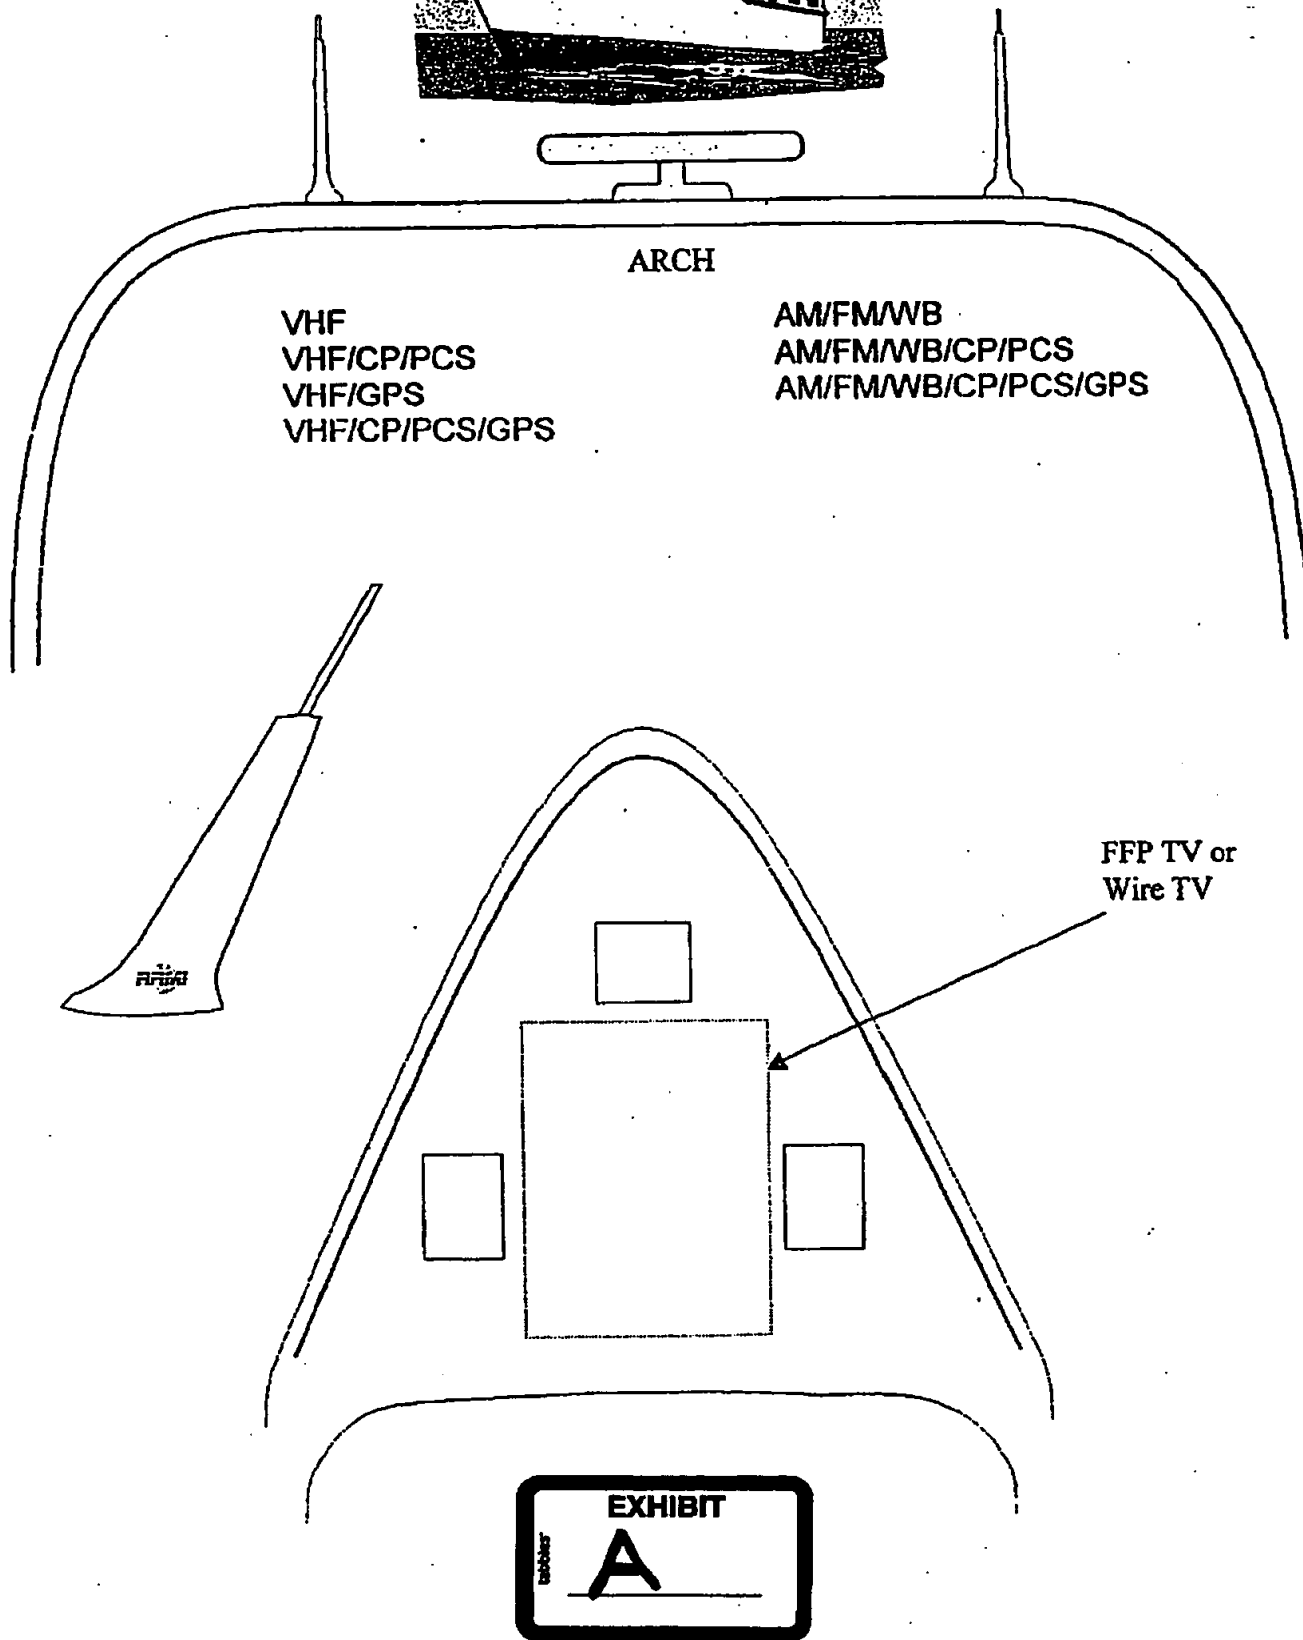 ARCH
VHF
VHF/CP/PCS
VHF/GPS
VHF/CP/PCS/GPS
AM/FM/WB
AM/FM/WB/CP/PCS
AM/FM/WB/CP/PCS/GPS
FFP TV or
Wire TV
EXHIBIT
tabbies
A